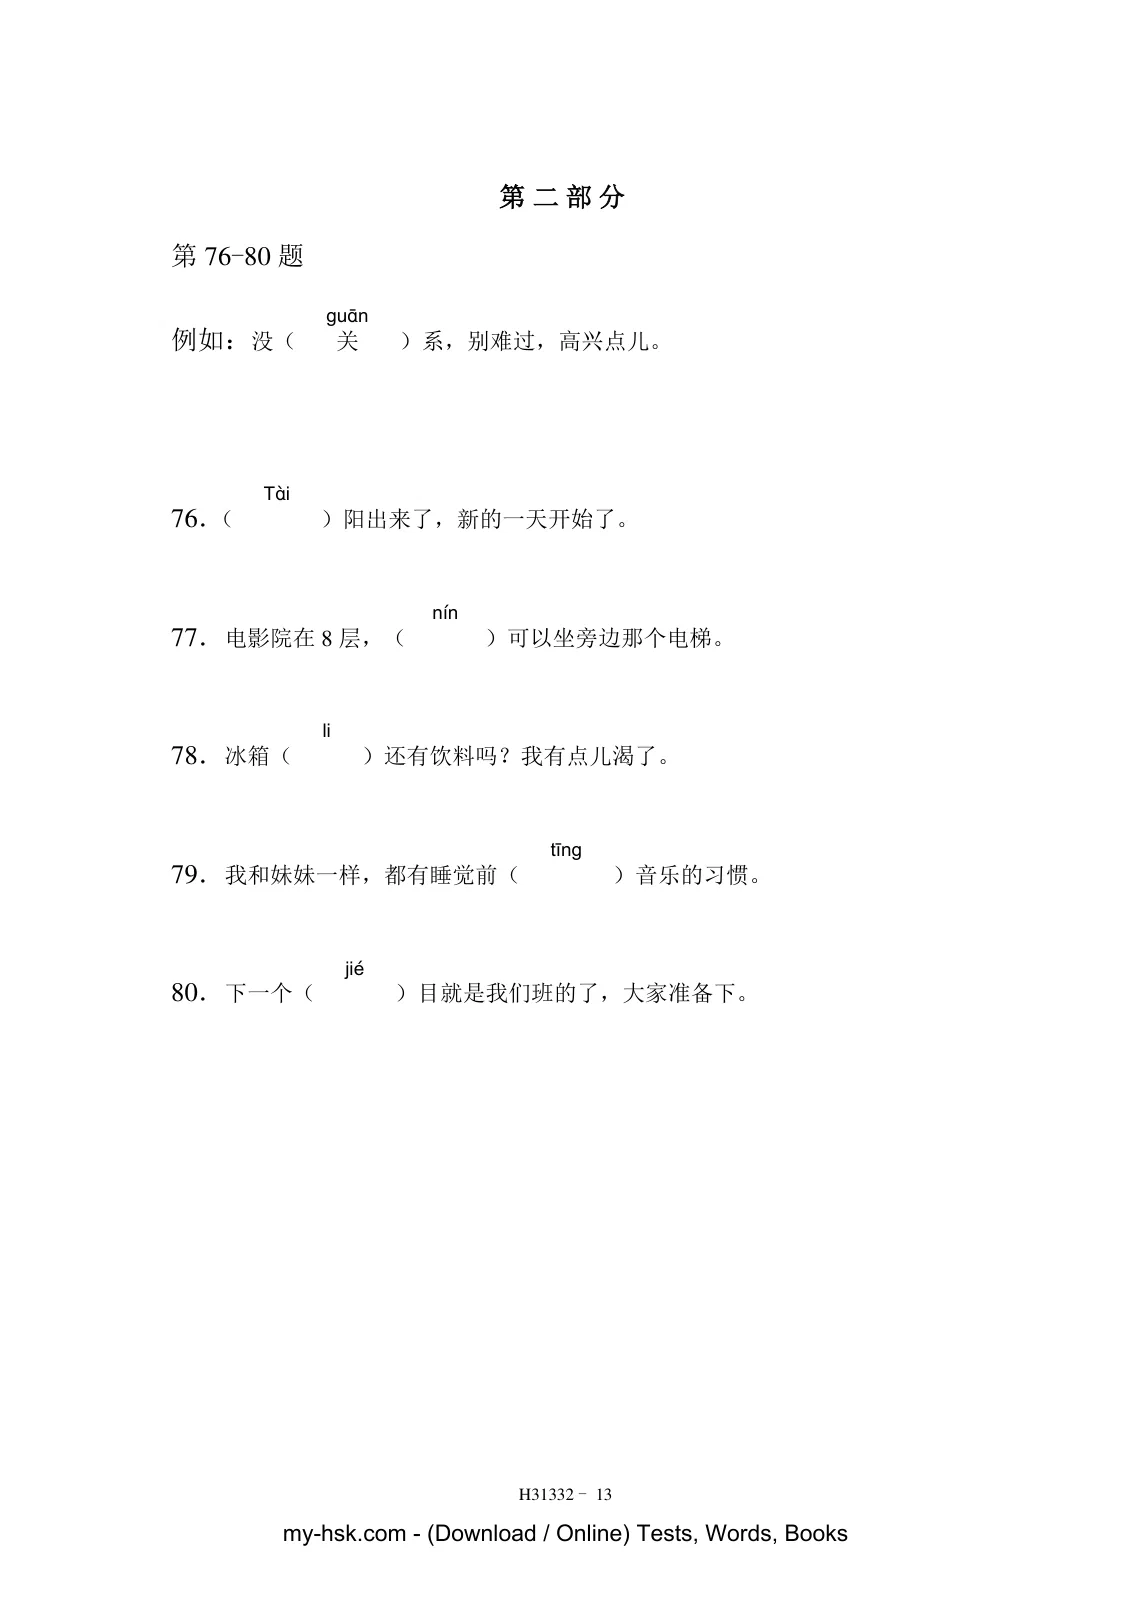 第 二 部 分
第 76-80 题
guān
例如：没（ 关 ）系，别难过，高兴点儿。
Tài
76.（ ）阳出来了，新的一天开始了。
nín
77. 电影院在 8 层，（ ）可以坐旁边那个电梯。
li
78. 冰箱（ ）还有饮料吗？我有点儿渴了。
tīng
79. 我和妹妹一样，都有睡觉前（ ）音乐的习惯。
jié
80. 下一个（ ）目就是我们班的了，大家准备下。
H31332 - 13
my-hsk.com - (Download / Online) Tests, Words, Books